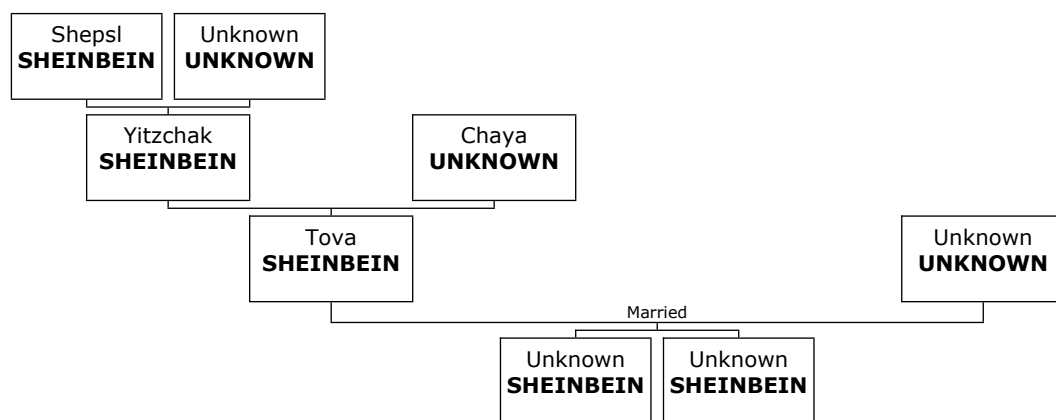 Shepsl
SHEINBEIN
Unknown
UNKNOWN
Yitzchak
SHEINBEIN
Chaya
UNKNOWN
Tova
SHEINBEIN
Unknown
UNKNOWN
Married
Unknown
SHEINBEIN
Unknown
SHEINBEIN